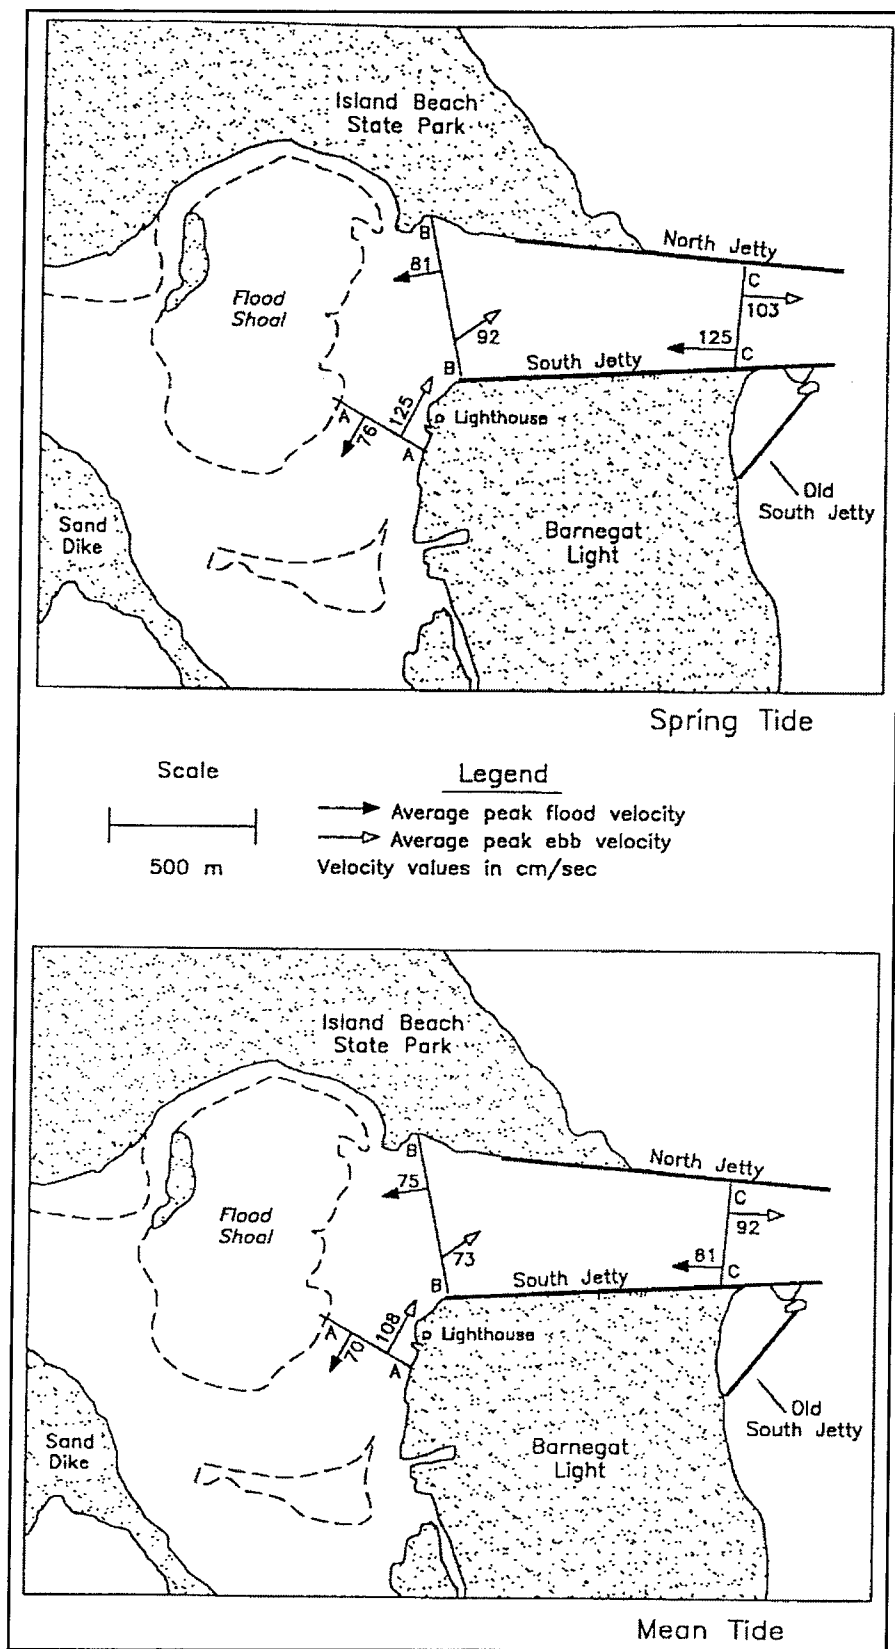 Island Beach
State Park
B
North Jetty
81
C
103
Flood
Shoal
92
125
B
South Jetty
C
A
125
Lighthouse
76
A
Old
South Jetty
Sand
Dike
Barnegat
Light
Spring Tide
Scale
Legend
Average peak flood velocity
Average peak ebb velocity
500 m
Velocity values in cm/sec
Island Beach
State Park
B
North Jetty
75
C
92
Flood
Shoal
73
81
B
South Jetty
C
A
108
Lighthouse
70
A
Old
South Jetty
Sand
Dike
Barnegat
Light
Mean Tide